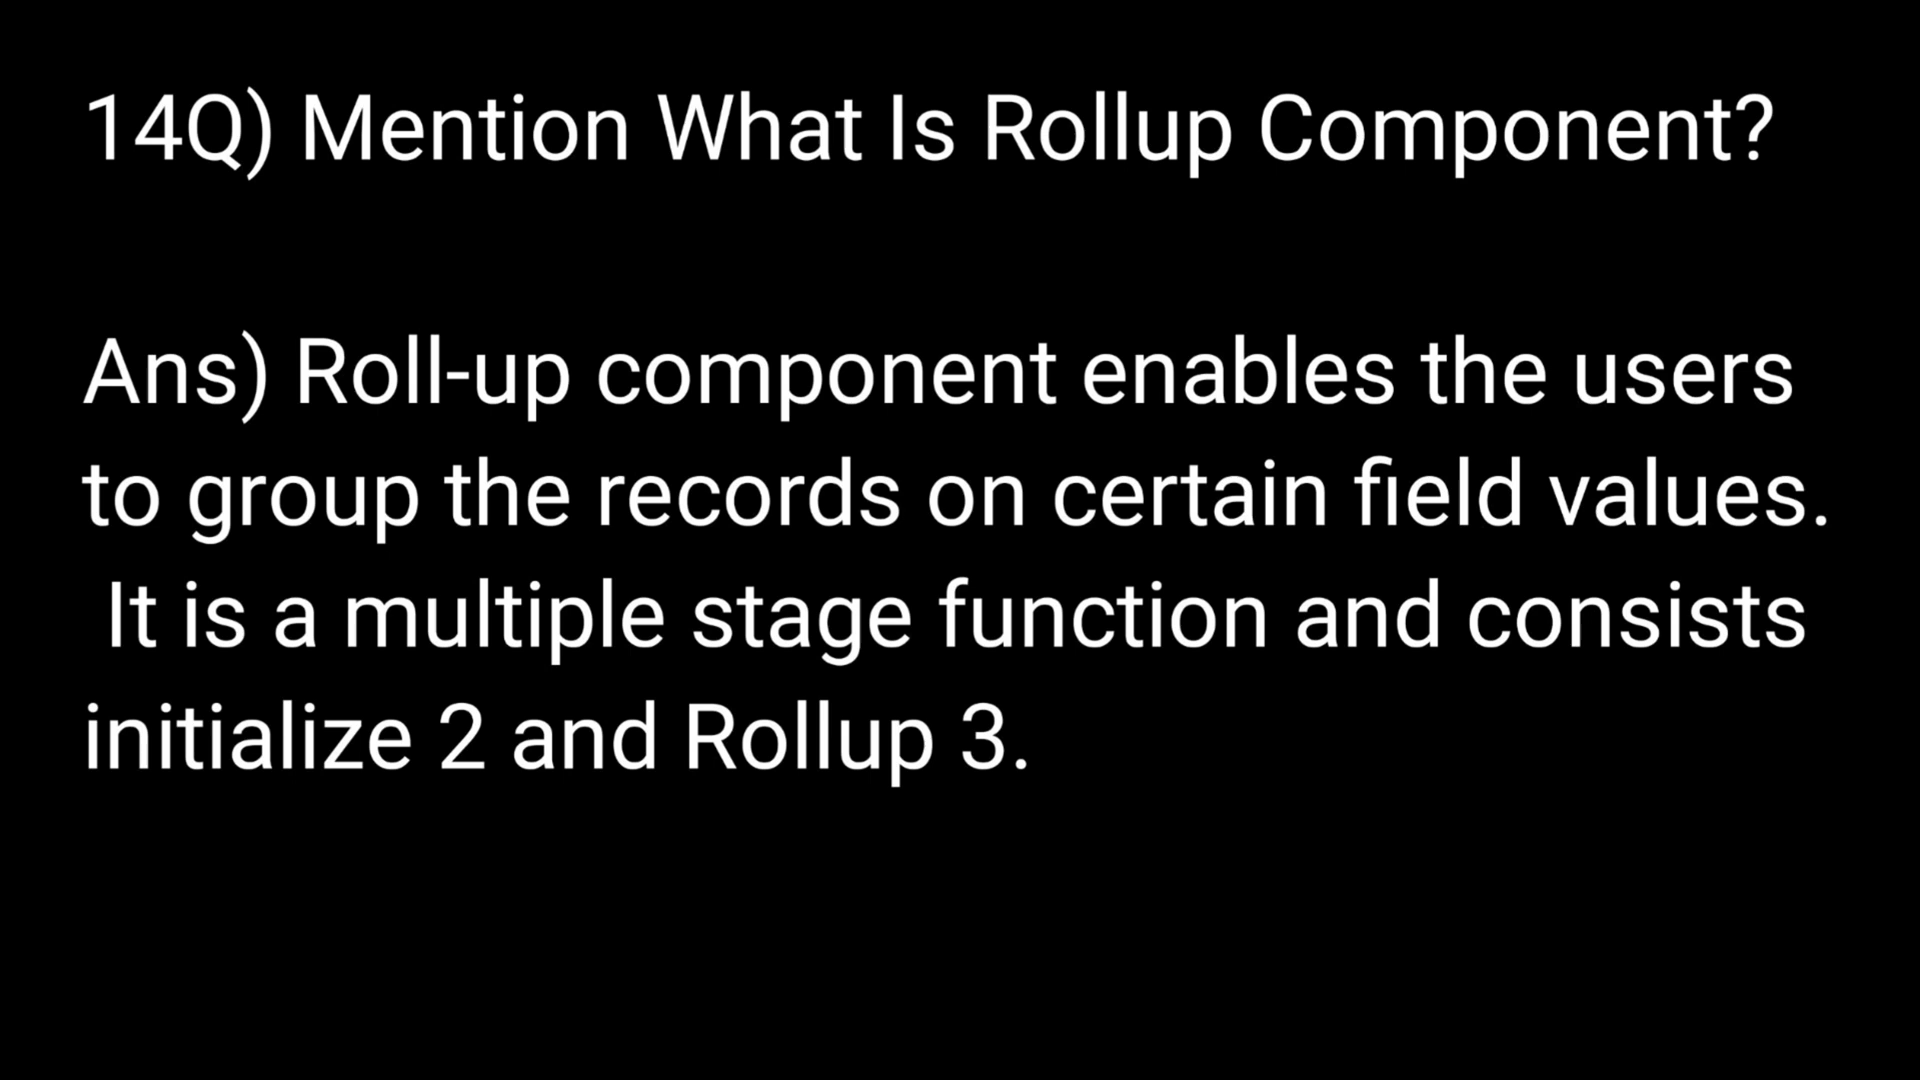 14Q) Mention What Is Rollup Component?
Ans) Roll-up component enables the users
to group the records on certain field values.
It is a multiple stage function and consists
initialize 2 and Rollup 3.